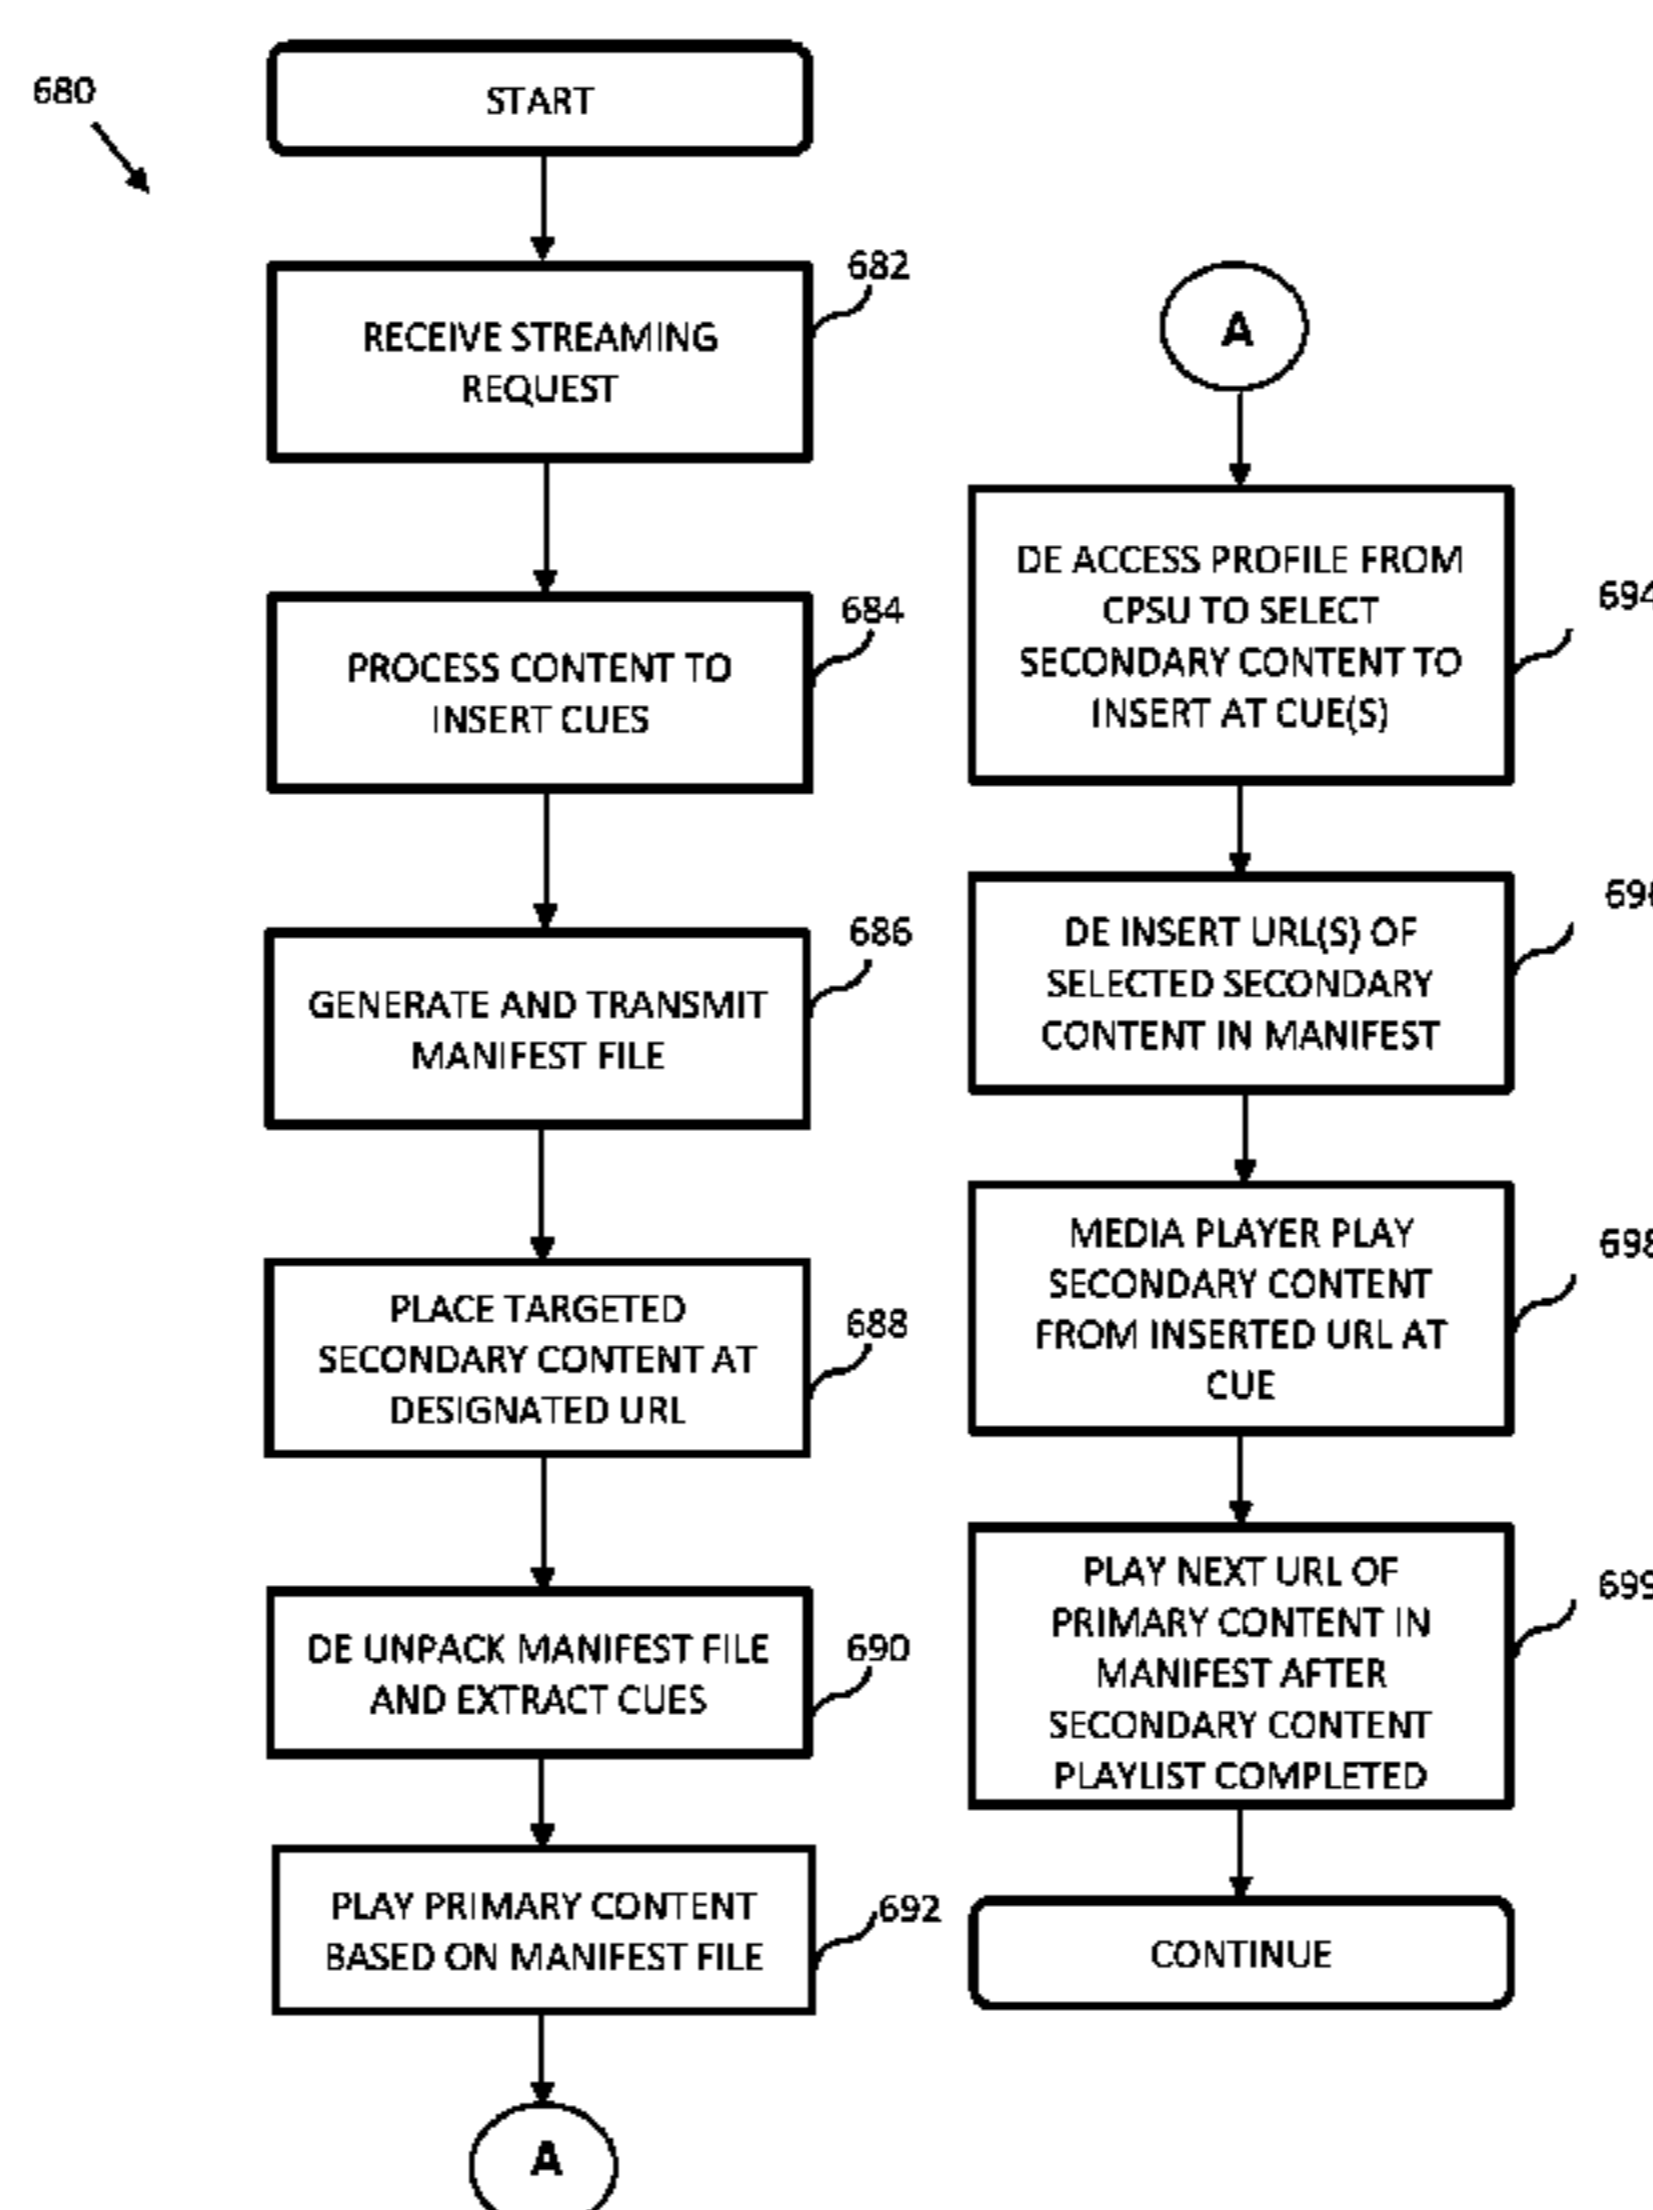 680
START
682
RECEIVE STREAMING
REQUEST
684
PROCESS CONTENT TO
INSERT CUES
686
GENERATE AND TRANSMIT
MANIFEST FILE
688
PLACE TARGETED
SECONDARY CONTENT AT
DESIGNATED URL
690
DE UNPACK MANIFEST FILE
AND EXTRACT CUES
692
PLAY PRIMARY CONTENT
BASED ON MANIFEST FILE
A
A
694
DE ACCESS PROFILE FROM
CPSU TO SELECT
SECONDARY CONTENT TO
INSERT AT CUE(S)
696
DE INSERT URL(S) OF
SELECTED SECONDARY
CONTENT IN MANIFEST
698
MEDIA PLAYER PLAY
SECONDARY CONTENT
FROM INSERTED URL AT
CUE
699
PLAY NEXT URL OF
PRIMARY CONTENT IN
MANIFEST AFTER
SECONDARY CONTENT
PLAYLIST COMPLETED
CONTINUE